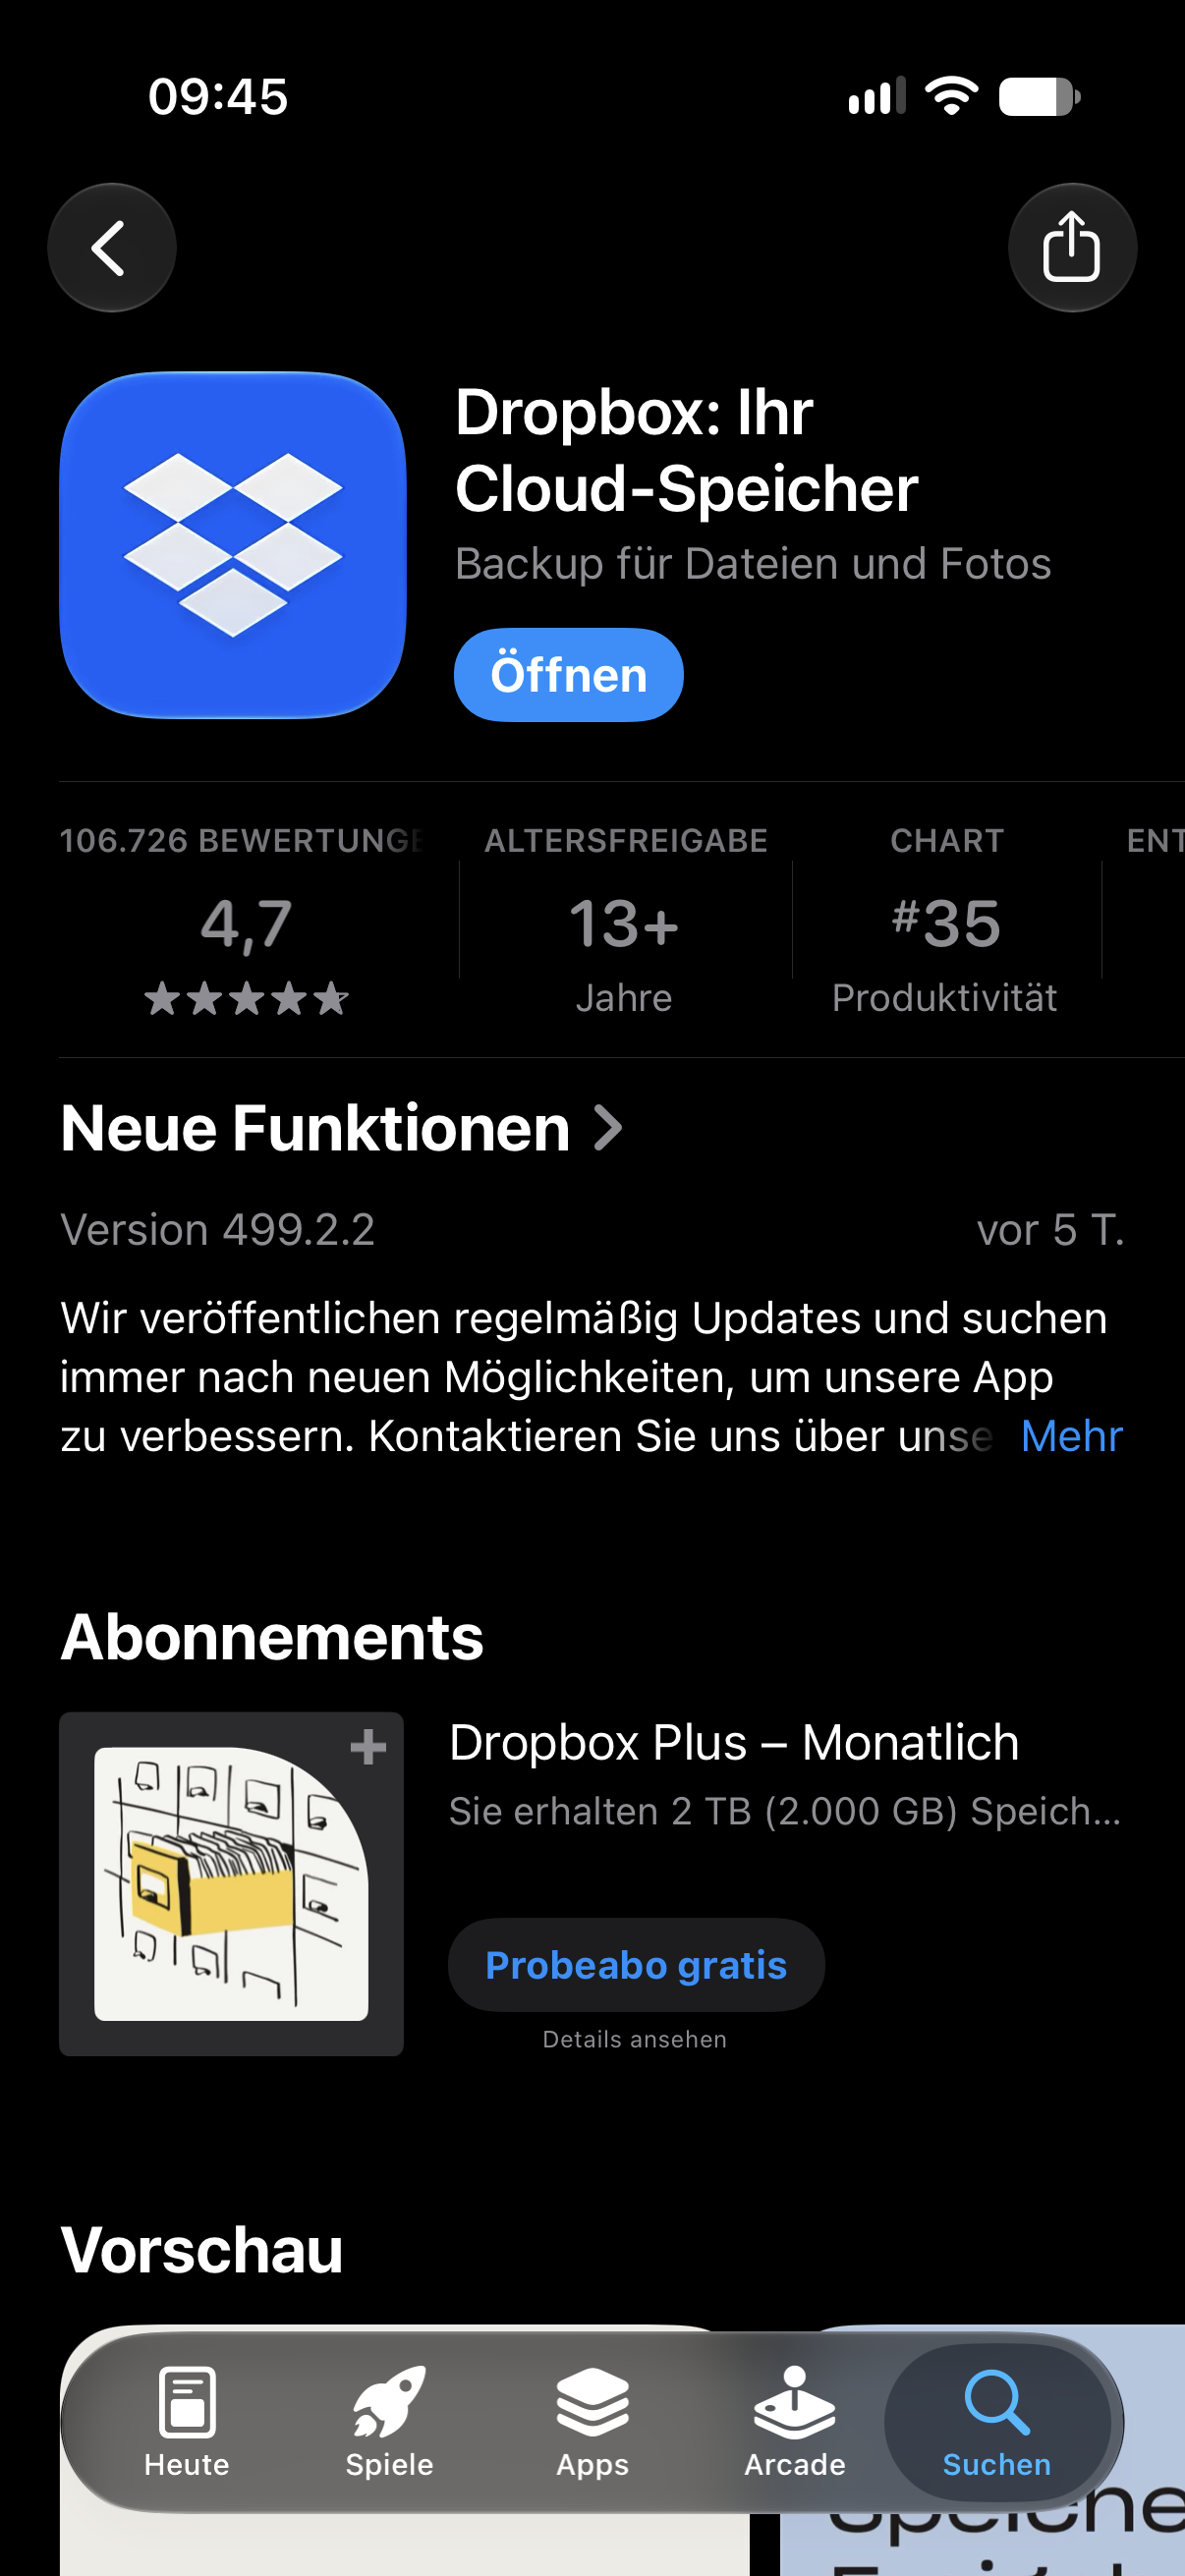 09:45
Dropbox: Ihr
Cloud-Speicher
Backup für Dateien und Fotos
Öffnen
106.726 BEWERTUNGE
ALTERSFREIGABE
CHART
ENT
4,7
13+
#35
Jahre
Produktivität
Neue Funktionen
Version 499.2.2
vor 5 T.
Wir veröffentlichen regelmäßig Updates und suchen
immer nach neuen Möglichkeiten, um unsere App
zu verbessern. Kontaktieren Sie uns über unse Mehr
Abonnements
Dropbox Plus – Monatlich
Sie erhalten 2 TB (2.000 GB) Speich...
Probeabo gratis
Details ansehen
Vorschau
Heute
Spiele
Apps
Arcade
Suchen